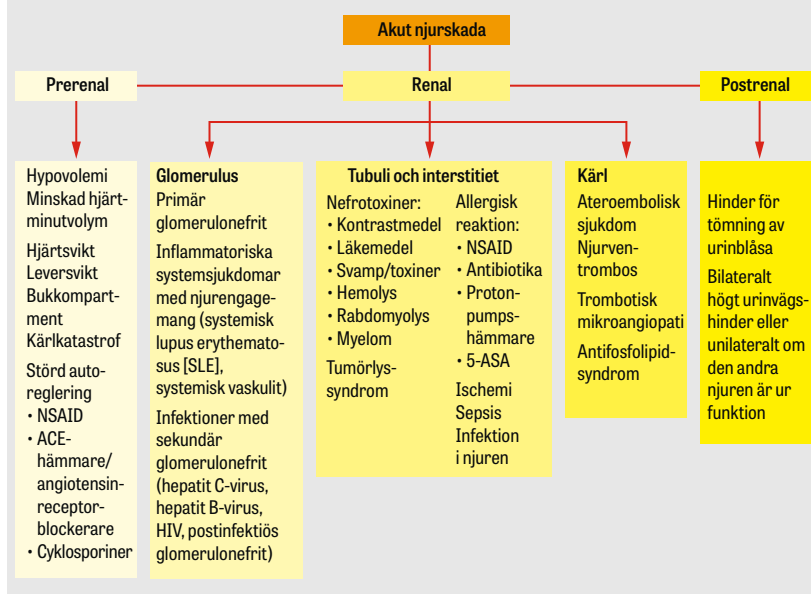 Akut njurskada
Prerenal
Renal
Postrenal
Hypovolemi
Minskad hjärt-
minutvolym
Hjärtsvikt
Leversvikt
Bukkompart-
ment
Kärlkatastrof
Störd auto-
reglering
• NSAID
• ACE-
hämmare/
angiotensin-
receptor-
blockerare
• Cyklosporiner
Glomerulus
Primär
glomerulonefrit
Inflammatoriska
systemsjukdomar
med njurengage-
mang (systemisk
lupus erythemato-
sus [SLE],
systemisk vaskulit)
Infektioner med
sekundär
glomerulonefrit
(hepatit C-virus,
hepatit B-virus,
HIV, postinfektiös
glomerulonefrit)
Tubuli och interstitiet
Nefrotoxiner:
• Kontrastmedel
• Läkemedel
• Svamp/toxiner
• Hemolys
• Rabdomyolys
• Myelom
Tumörlys-
syndrom
Allergisk
reaktion:
• NSAID
• Antibiotika
• Proton-
pumps-
hämmare
• 5-ASA
Ischemi
Sepsis
Infektion
i njuren
Kärl
Ateroembolisk
sjukdom
Njurven-
trombos
Trombotisk
mikroangiopati
Antifosfolipid-
syndrom
Hinder för
tömning av
urinblåsa
Bilateralt
högt urinvägs-
hinder eller
unilateralt om
den andra
njuren är ur
funktion